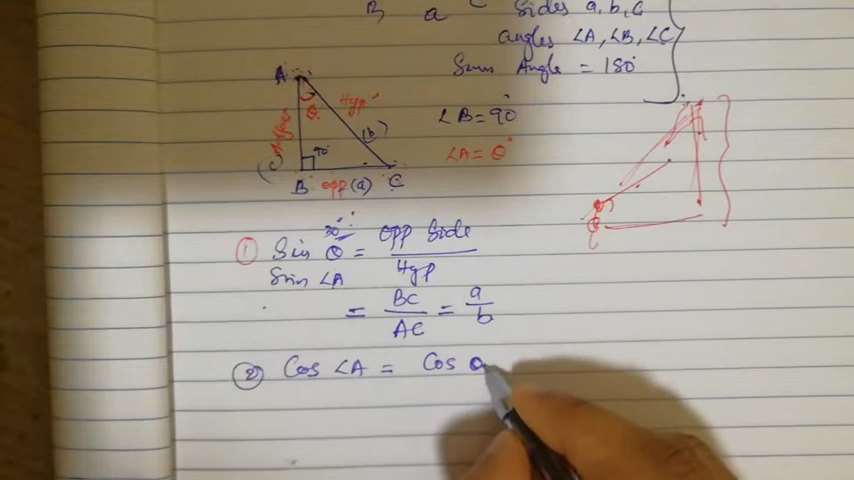 B a C Sides a, b, c
angles ∠A, ∠B, ∠C
Sum Angle = 180°
A
θ Hyp
(b)
90°
(c)
B opp (a) C
∠B = 90°
∠A = θ°
① Sin θ = Opp Side / Hyp
30°
Sin ∠A
= BC / AC = a / b
② Cos ∠A = Cos θ